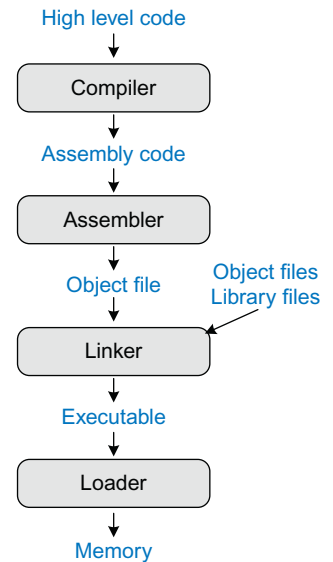 High level code
Compiler
Assembly code
Assembler
Object file
Object files
Library files
Linker
Executable
Loader
Memory